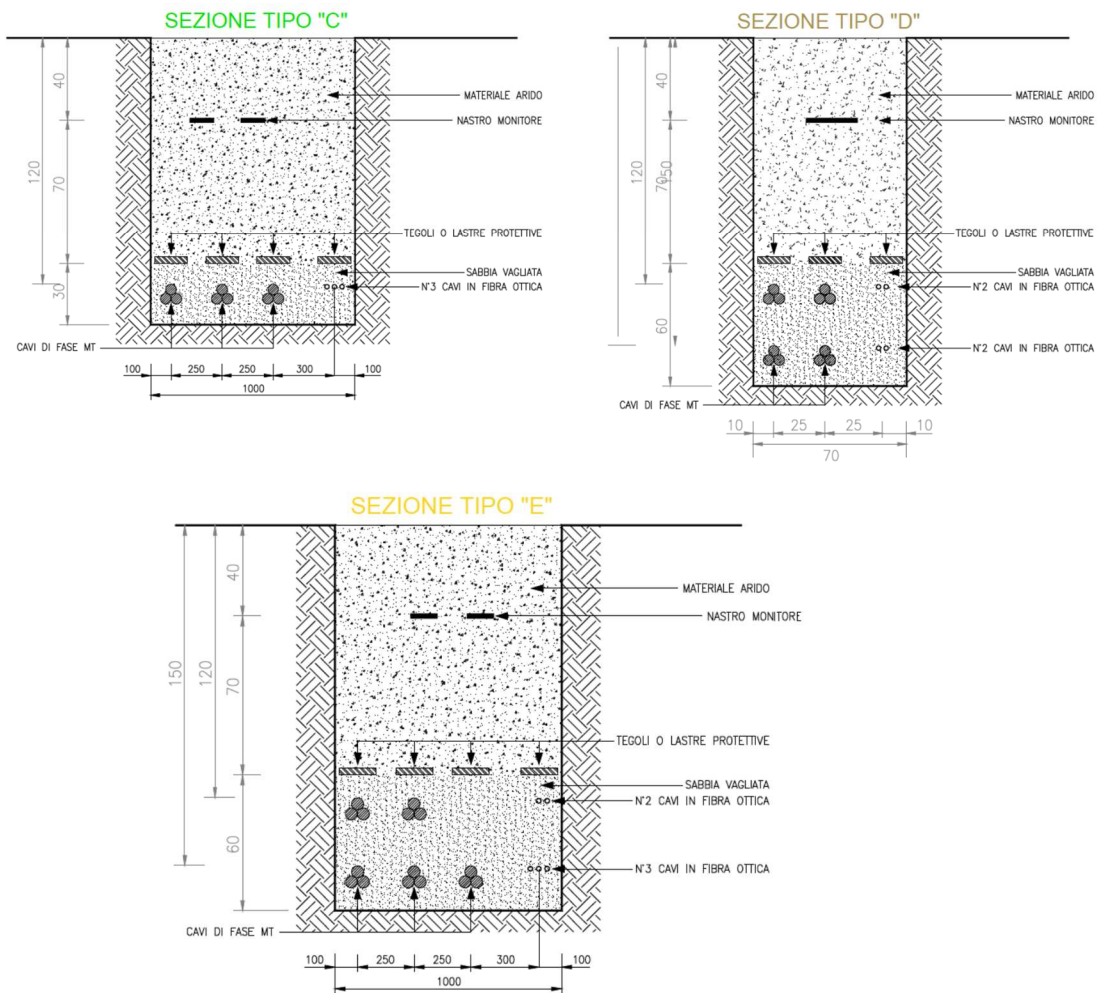 SEZIONE TIPO "C"
40
70
120
30
MATERIALE ARIDO
NASTRO MONITORE
TEGOLI O LASTRE PROTETTIVE
SABBIA VAGLIATA
N°3 CAVI IN FIBRA OTTICA
CAVI DI FASE MT
100 250 250 300 100
1000
SEZIONE TIPO "D"
40
120
70
150
60
MATERIALE ARIDO
NASTRO MONITORE
TEGOLI O LASTRE PROTETTIVE
SABBIA VAGLIATA
N°2 CAVI IN FIBRA OTTICA
N°2 CAVI IN FIBRA OTTICA
CAVI DI FASE MT
10 25 25 10
70
SEZIONE TIPO "E"
40
150
120
70
60
MATERIALE ARIDO
NASTRO MONITORE
TEGOLI O LASTRE PROTETTIVE
SABBIA VAGLIATA
N°2 CAVI IN FIBRA OTTICA
N°3 CAVI IN FIBRA OTTICA
CAVI DI FASE MT
100 250 250 300 100
1000